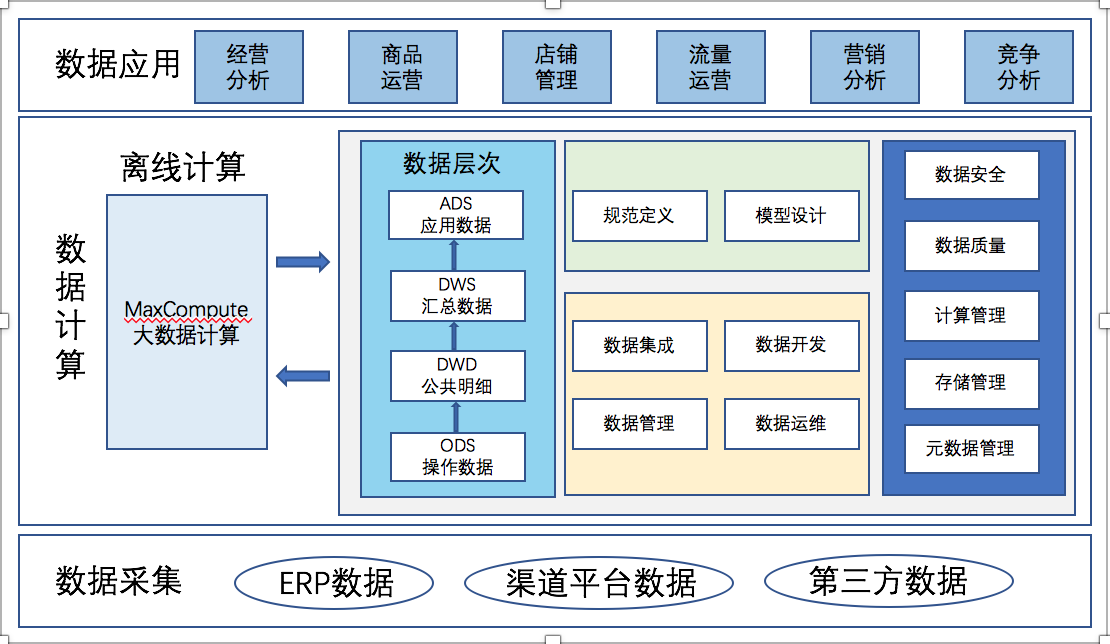 数据应用
经营
分析
商品
运营
店铺
管理
流量
运营
营销
分析
竞争
分析
数
据
计
算
离线计算
MaxCompute
大数据计算
数据层次
ADS
应用数据
DWS
汇总数据
DWD
公共明细
ODS
操作数据
规范定义
模型设计
数据集成
数据开发
数据管理
数据运维
数据安全
数据质量
计算管理
存储管理
元数据管理
数据采集
ERP数据
渠道平台数据
第三方数据